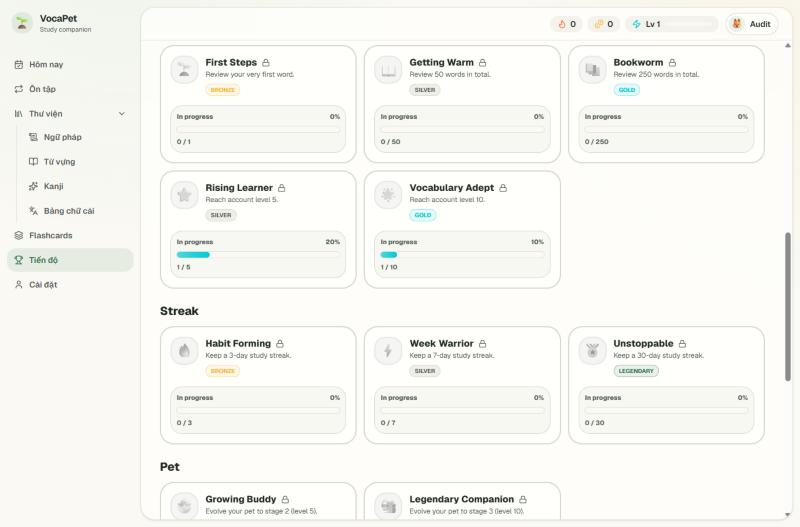 VocaPet
Study companion
0
0
Lv 1
Audit
Hôm nay
Ôn tập
Thư viện
Ngữ pháp
Từ vựng
Kanji
Bảng chữ cái
Flashcards
Tiến độ
Cài đặt
First Steps
Review your very first word.
BRONZE
In progress 0%
0 / 1
Getting Warm
Review 50 words in total.
SILVER
In progress 0%
0 / 50
Bookworm
Review 250 words in total.
GOLD
In progress 0%
0 / 250
Rising Learner
Reach account level 5.
SILVER
In progress 20%
1 / 5
Vocabulary Adept
Reach account level 10.
GOLD
In progress 10%
1 / 10
Streak
Habit Forming
Keep a 3-day study streak.
BRONZE
In progress 0%
0 / 3
Week Warrior
Keep a 7-day study streak.
SILVER
In progress 0%
0 / 7
Unstoppable
Keep a 30-day study streak.
LEGENDARY
In progress 0%
0 / 30
Pet
Growing Buddy
Evolve your pet to stage 2 (level 5).
Legendary Companion
Evolve your pet to stage 3 (level 10).